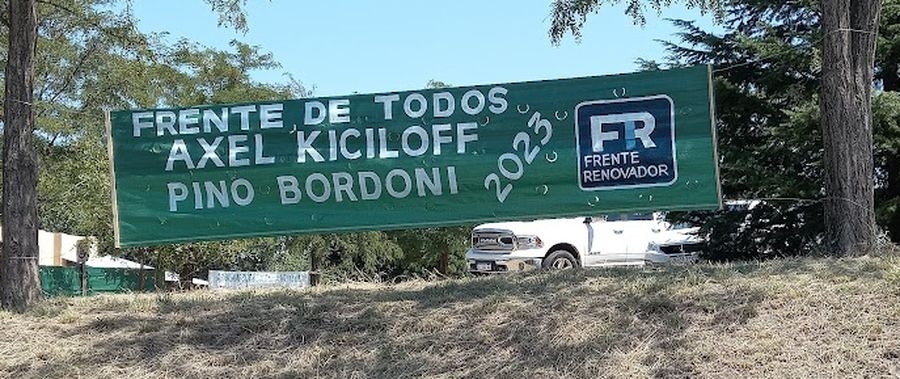 FRENTE DE TODOS
AXEL KICILOFF
PINO BORDONI
2023
FR
FRENTE
RENOVADOR